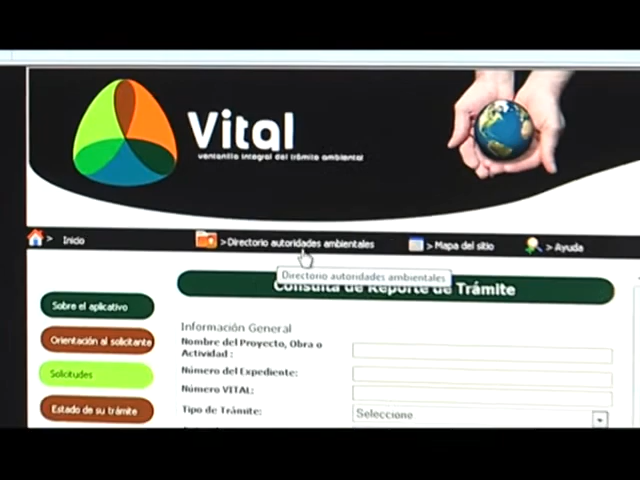 Vital
ventanilla integral del trámite ambiental
> Inicio
>Directorio autoridades ambientales
> Mapa del sitio
> Ayuda
Directorio autoridades ambientales
Consulta de Reporte de Trámite
Sobre el aplicativo
Orientación al solicitante
Solicitudes
Estado de su trámite
Información General
Nombre del Proyecto, Obra o
Actividad :
Número del Expediente:
Número VITAL:
Tipo de Trámite:
Seleccione